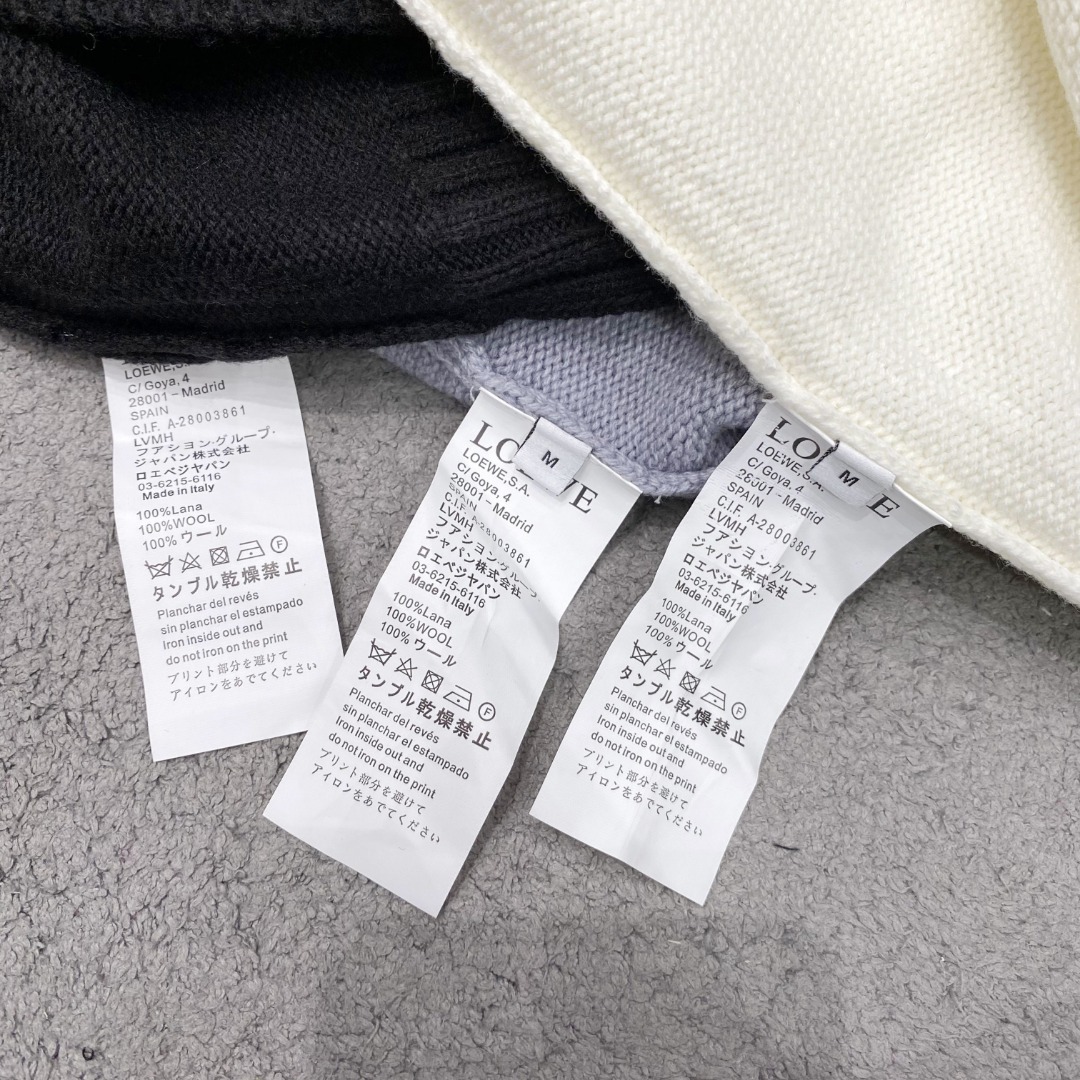 LOEWE,S.A.
C/ Goya, 4
28001-Madrid
SPAIN
C.I.F. A-28003861
LVMH
フアション.グループ.
ジャパン株式会社
ロエベジヤパン
03-6215-6116
Made in Italy
100%Lana
100%WOOL
100% ウール
F
タンブル乾燥禁止
Planchar del revés
sin planchar el estampado
Iron inside out and
do not iron on the print
プリント部分を避けて
アイロンをあてください
LOEWE
M
LOEWE,S.A.
C/ Goya, 4
28001-Madrid
SPAIN
C.I.F. A-28003861
LVMH
フアション.グループ.
ジャパン株式会社
ロエベジヤパン
03-6215-6116
Made in Italy
100%Lana
100%WOOL
100% ウール
F
タンブル乾燥禁止
Planchar del revés
sin planchar el estampado
Iron inside out and
do not iron on the print
プリント部分を避けて
アイロンをあでてください
LOEWE
M
LOEWE,S.A.
C/ Goya, 4
28001-Madrid
SPAIN
C.I.F. A-28003861
LVMH
フアション.グループ.
ジャパン株式会社
ロエベジヤパン
03-6215-6116
Made in Italy
100%Lana
100%WOOL
100% ウール
F
タンブル乾燥禁止
Planchar del revés
sin planchar el estampado
Iron inside out and
do not iron on the print
プリント部分を避けて
アイロンをあでてください